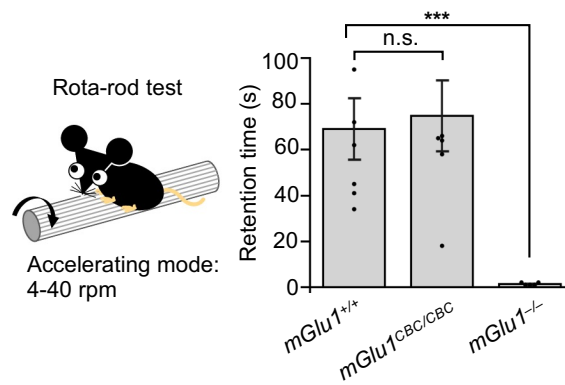 Rota-rod test
Accelerating mode:
4-40 rpm
***
n.s.
Retention time (s)
100
80
60
40
20
0
mGlu1+/+
mGlu1CBC/CBC
mGlu1–/–